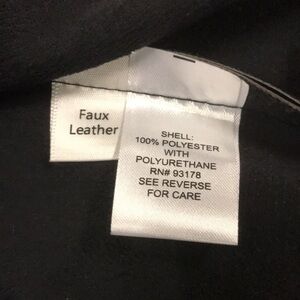 Faux
Leather
SHELL:
100% POLYESTER
WITH
POLYURETHANE
RN# 93178
SEE REVERSE
FOR CARE